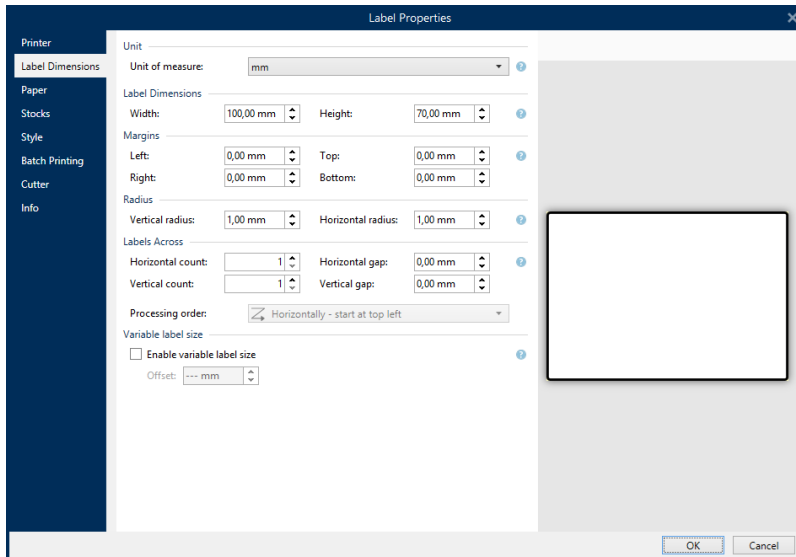 Label Properties
Printer
Label Dimensions
Paper
Stocks
Style
Batch Printing
Cutter
Info
Unit
Unit of measure: mm
Label Dimensions
Width: 100,00 mm Height: 70,00 mm
Margins
Left: 0,00 mm Top: 0,00 mm
Right: 0,00 mm Bottom: 0,00 mm
Radius
Vertical radius: 1,00 mm Horizontal radius: 1,00 mm
Labels Across
Horizontal count: 1 Horizontal gap: 0,00 mm
Vertical count: 1 Vertical gap: 0,00 mm
Processing order: Horizontally - start at top left
Variable label size
Enable variable label size
Offset: --- mm
OK Cancel